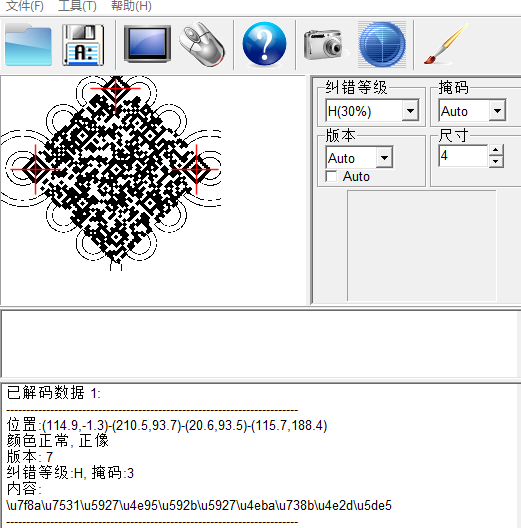 文件(F) 工具(T) 帮助(H)
纠错等级 掩码
H(30%) Auto
版本 尺寸
Auto 4
Auto
已解码数据 1:
位置:(114.9,-1.3)-(210.5,93.7)-(20.6,93.5)-(115.7,188.4)
颜色正常, 正像
版本: 7
纠错等级:H, 掩码:3
内容:
\u7f8a\u7531\u5927\u4e95\u592b\u5927\u4eba\u738b\u4e2d\u5de5